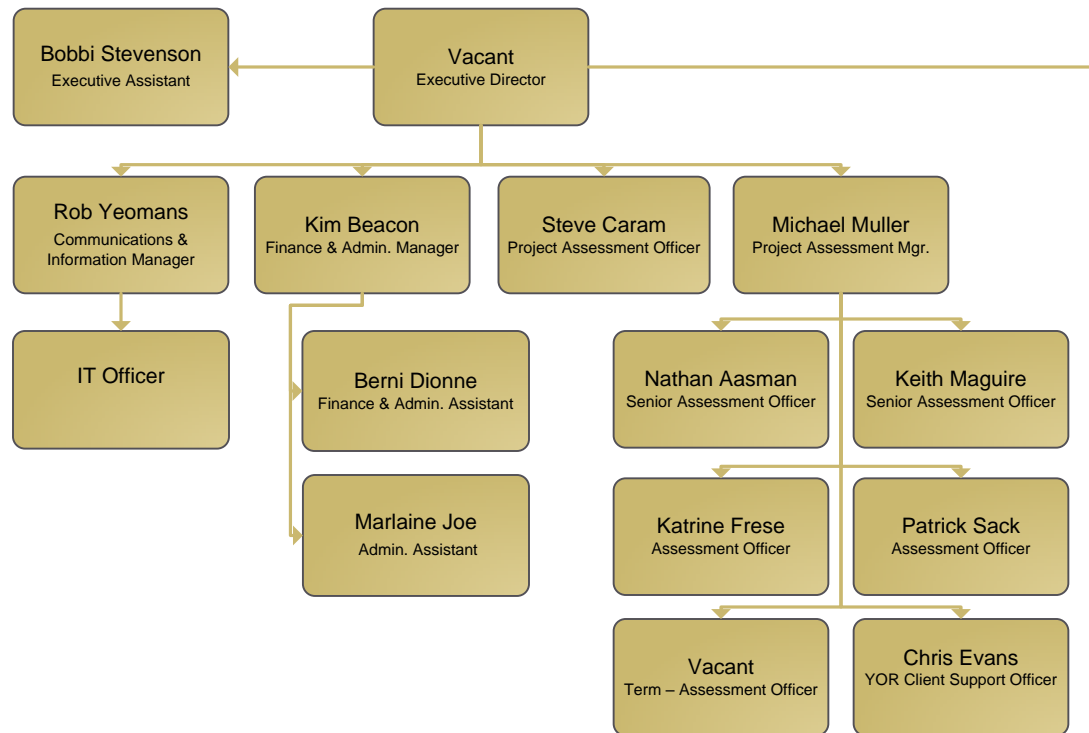 Bobbi Stevenson
Executive Assistant
Vacant
Executive Director
Rob Yeomans
Communications &
Information Manager
Kim Beacon
Finance & Admin. Manager
Steve Caram
Project Assessment Officer
Michael Muller
Project Assessment Mgr.
IT Officer
Berni Dionne
Finance & Admin. Assistant
Nathan Aasman
Senior Assessment Officer
Keith Maguire
Senior Assessment Officer
Marlaine Joe
Admin. Assistant
Katrine Frese
Assessment Officer
Patrick Sack
Assessment Officer
Vacant
Term – Assessment Officer
Chris Evans
YOR Client Support Officer